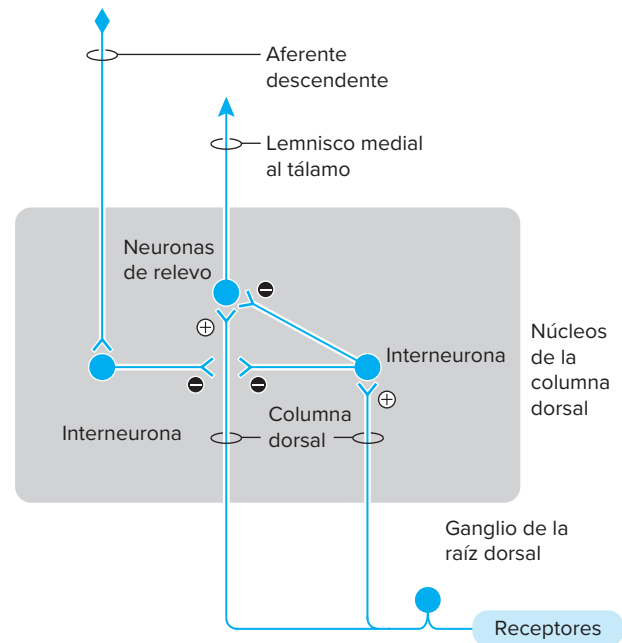 Aferente
descendente
Lemnisco medial
al tálamo
Neuronas
de relevo
−
+
Interneurona
Núcleos
de la
columna
dorsal
−
−
+
Interneurona
Columna
dorsal
Ganglio de la
raíz dorsal
Receptores